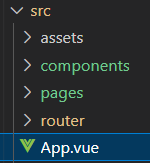 src
assets
components
pages
router
App.vue